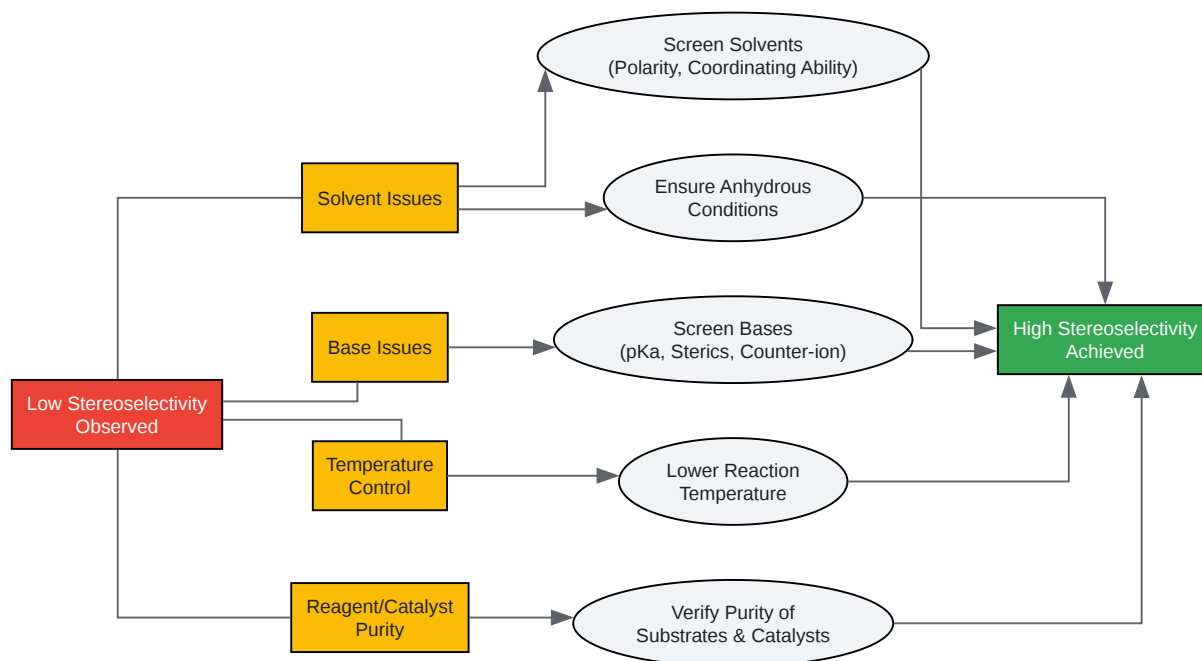 Screen Solvents
(Polarity, Coordinating Ability)
Solvent Issues
Ensure Anhydrous
Conditions
Base Issues
Screen Bases
(pKa, Sterics, Counter-ion)
High Stereoselectivity
Achieved
Low Stereoselectivity
Observed
Temperature
Control
Lower Reaction
Temperature
Reagent/Catalyst
Purity
Verify Purity of
Substrates & Catalysts